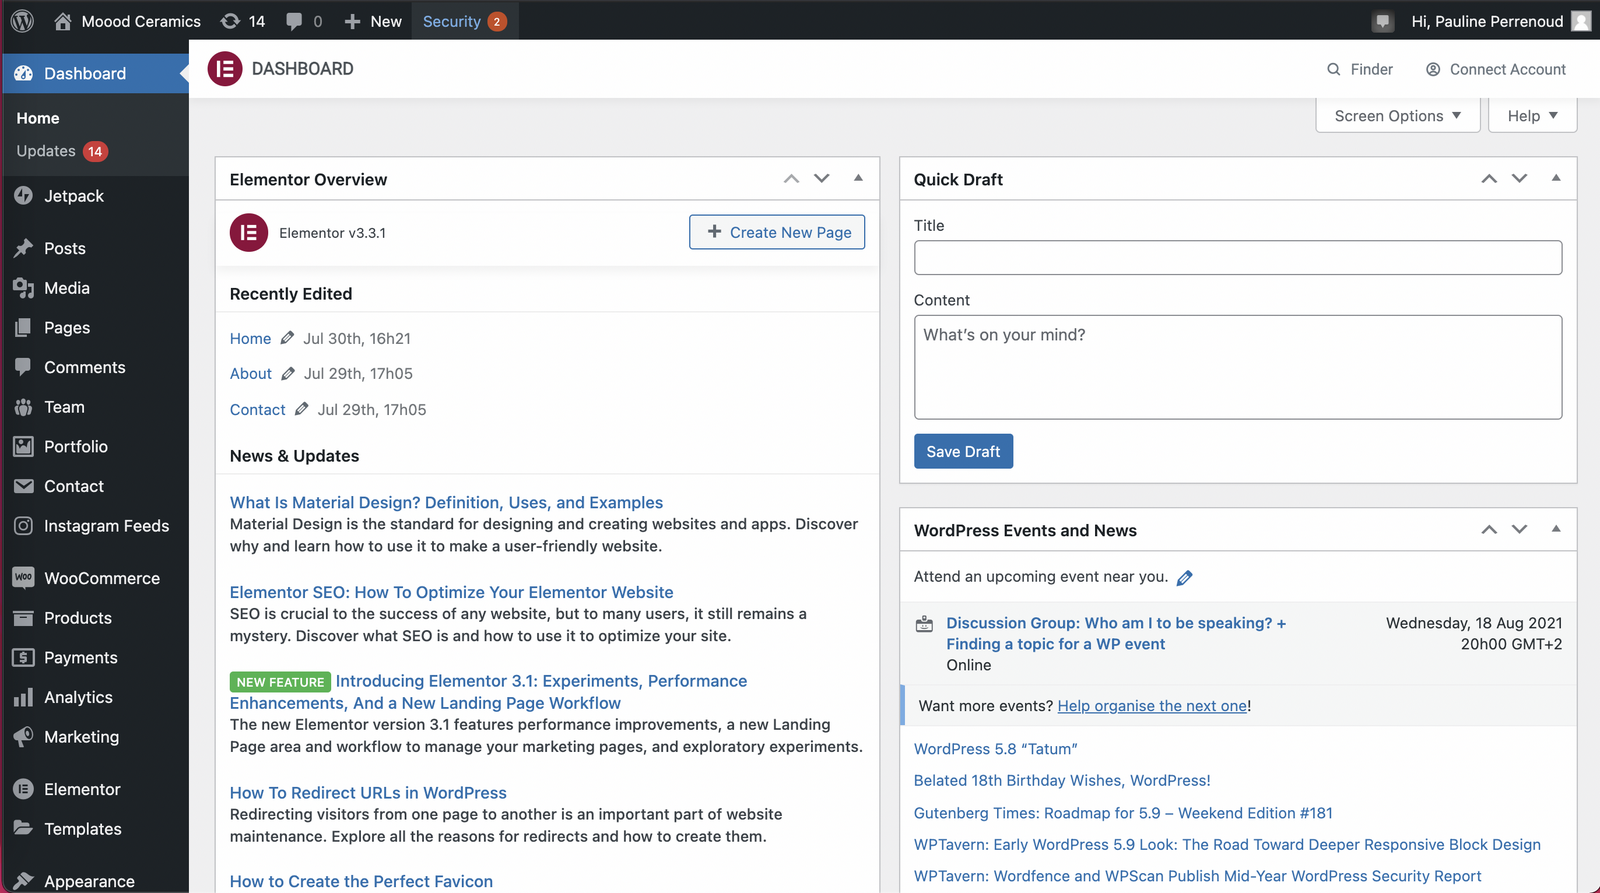 Moood Ceramics
14
0
New
Security 2
Hi, Pauline Perrenoud
Dashboard
Home
Updates 14
Jetpack
Posts
Media
Pages
Comments
Team
Portfolio
Contact
Instagram Feeds
WooCommerce
Products
Payments
Analytics
Marketing
Elementor
Templates
Appearance
DASHBOARD
Finder
Connect Account
Screen Options ▼
Help ▼
Elementor Overview
Elementor v3.3.1
+ Create New Page
Recently Edited
Home Jul 30th, 16h21
About Jul 29th, 17h05
Contact Jul 29th, 17h05
News & Updates
What Is Material Design? Definition, Uses, and Examples
Material Design is the standard for designing and creating websites and apps. Discover
why and learn how to use it to make a user-friendly website.
Elementor SEO: How To Optimize Your Elementor Website
SEO is crucial to the success of any website, but to many users, it still remains a
mystery. Discover what SEO is and how to use it to optimize your site.
NEW FEATURE Introducing Elementor 3.1: Experiments, Performance
Enhancements, And a New Landing Page Workflow
The new Elementor version 3.1 features performance improvements, a new Landing
Page area and workflow to manage your marketing pages, and exploratory experiments.
How To Redirect URLs in WordPress
Redirecting visitors from one page to another is an important part of website
maintenance. Explore all the reasons for redirects and how to create them.
How to Create the Perfect Favicon
Quick Draft
Title
Content
What's on your mind?
Save Draft
WordPress Events and News
Attend an upcoming event near you.
Discussion Group: Who am I to be speaking? +
Finding a topic for a WP event
Online
Wednesday, 18 Aug 2021
20h00 GMT+2
Want more events? Help organise the next one!
WordPress 5.8 “Tatum”
Belated 18th Birthday Wishes, WordPress!
Gutenberg Times: Roadmap for 5.9 – Weekend Edition #181
WPTavern: Early WordPress 5.9 Look: The Road Toward Deeper Responsive Block Design
WPTavern: Wordfence and WPScan Publish Mid-Year WordPress Security Report